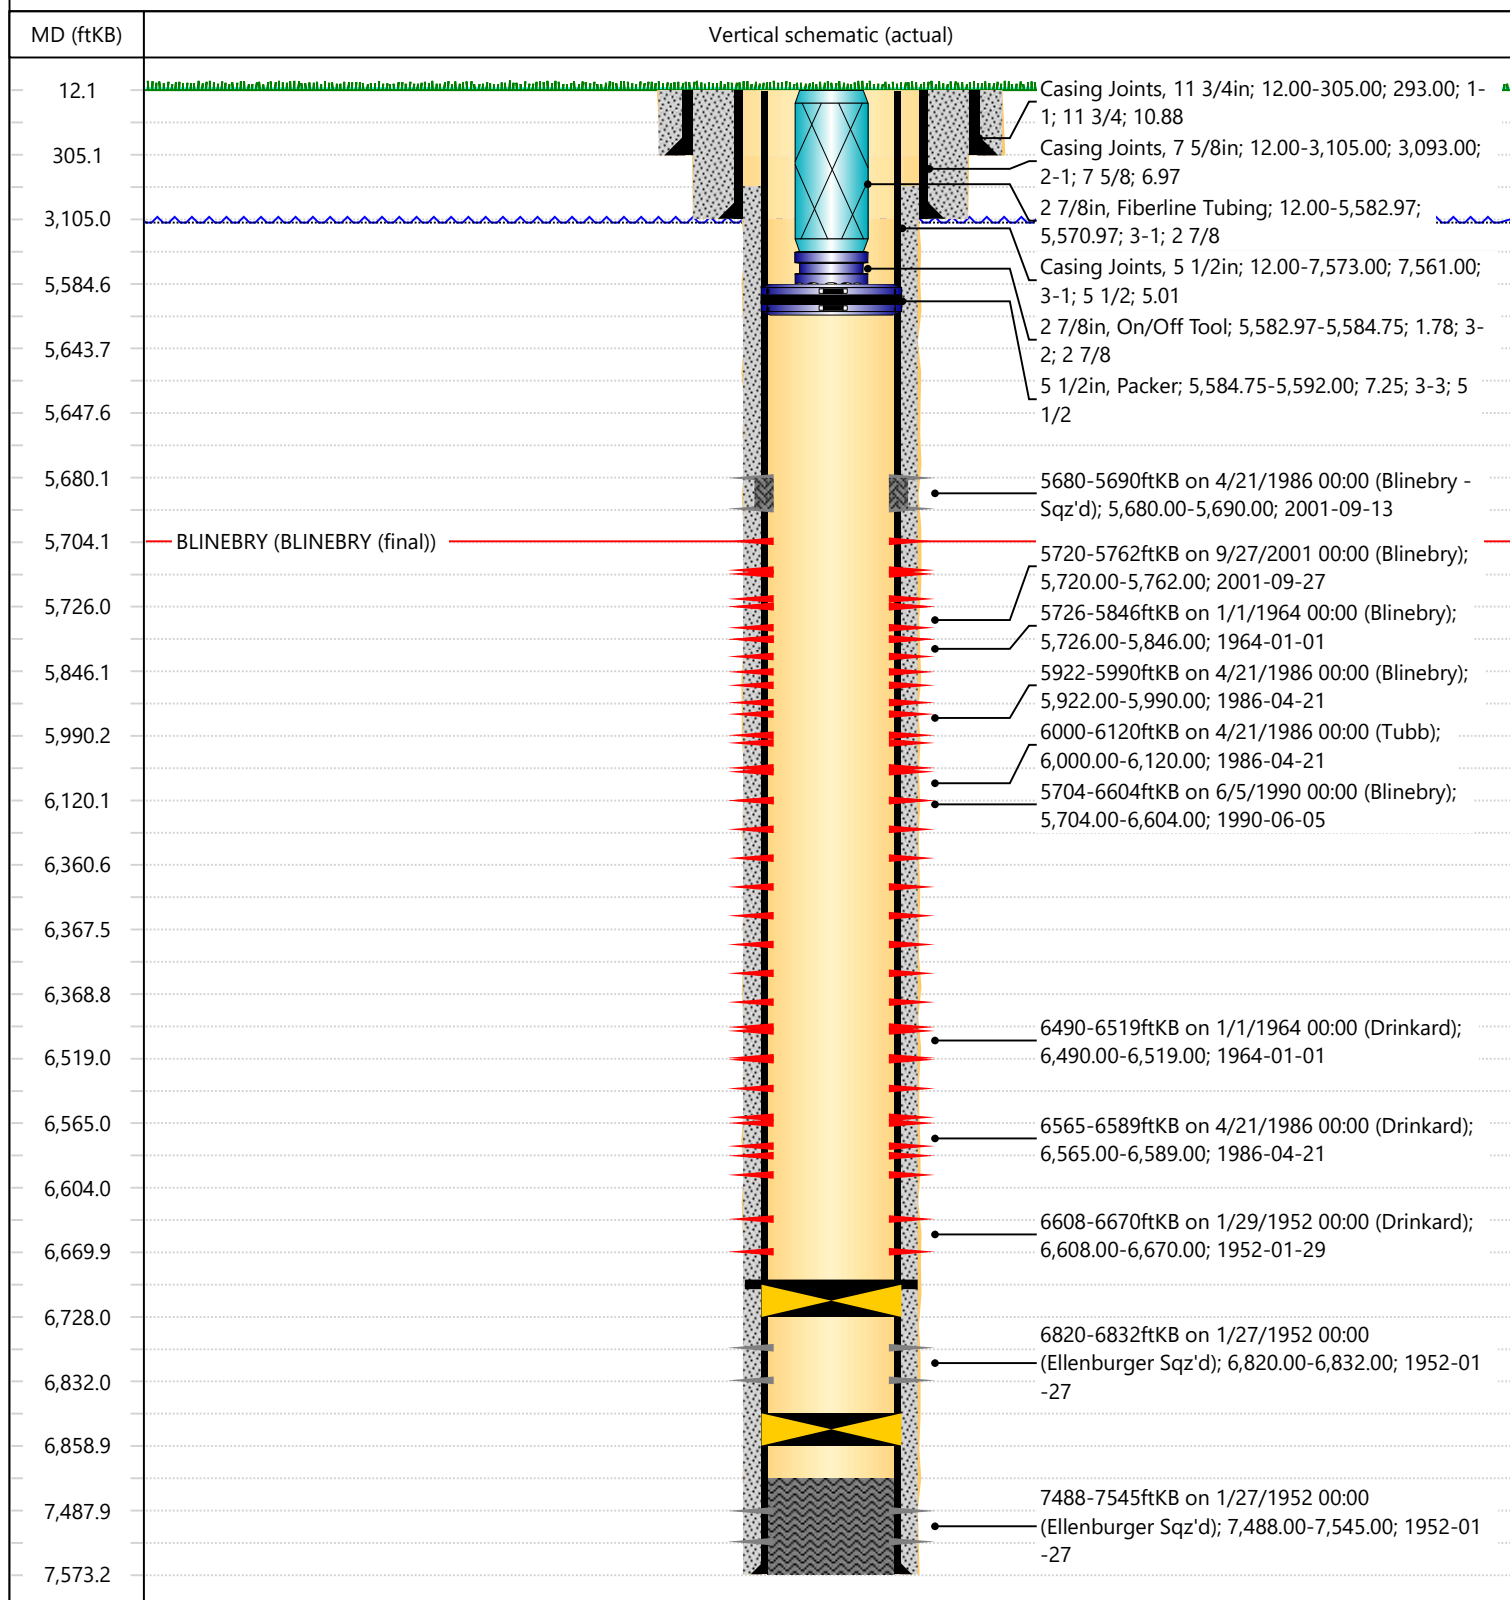 MD (ftKB)
Vertical schematic (actual)
12.1
305.1
3,105.0
5,584.6
5,643.7
5,647.6
5,680.1
5,704.1
5,726.0
5,846.1
5,990.2
6,120.1
6,360.6
6,367.5
6,368.8
6,519.0
6,565.0
6,604.0
6,669.9
6,728.0
6,832.0
6,858.9
7,487.9
7,573.2
BLINEBRY (BLINEBRY (final))
Casing Joints, 11 3/4in; 12.00-305.00; 293.00; 1-
1; 11 3/4; 10.88
Casing Joints, 7 5/8in; 12.00-3,105.00; 3,093.00;
2-1; 7 5/8; 6.97
2 7/8in, Fiberline Tubing; 12.00-5,582.97;
5,570.97; 3-1; 2 7/8
Casing Joints, 5 1/2in; 12.00-7,573.00; 7,561.00;
3-1; 5 1/2; 5.01
2 7/8in, On/Off Tool; 5,582.97-5,584.75; 1.78; 3-
2; 2 7/8
5 1/2in, Packer; 5,584.75-5,592.00; 7.25; 3-3; 5
1/2
5680-5690ftKB on 4/21/1986 00:00 (Blinebry -
Sqz'd); 5,680.00-5,690.00; 2001-09-13
5720-5762ftKB on 9/27/2001 00:00 (Blinebry);
5,720.00-5,762.00; 2001-09-27
5726-5846ftKB on 1/1/1964 00:00 (Blinebry);
5,726.00-5,846.00; 1964-01-01
5922-5990ftKB on 4/21/1986 00:00 (Blinebry);
5,922.00-5,990.00; 1986-04-21
6000-6120ftKB on 4/21/1986 00:00 (Tubb);
6,000.00-6,120.00; 1986-04-21
5704-6604ftKB on 6/5/1990 00:00 (Blinebry);
5,704.00-6,604.00; 1990-06-05
6490-6519ftKB on 1/1/1964 00:00 (Drinkard);
6,490.00-6,519.00; 1964-01-01
6565-6589ftKB on 4/21/1986 00:00 (Drinkard);
6,565.00-6,589.00; 1986-04-21
6608-6670ftKB on 1/29/1952 00:00 (Drinkard);
6,608.00-6,670.00; 1952-01-29
6820-6832ftKB on 1/27/1952 00:00
(Ellenburger Sqz'd); 6,820.00-6,832.00; 1952-01
-27
7488-7545ftKB on 1/27/1952 00:00
(Ellenburger Sqz'd); 7,488.00-7,545.00; 1952-01
-27